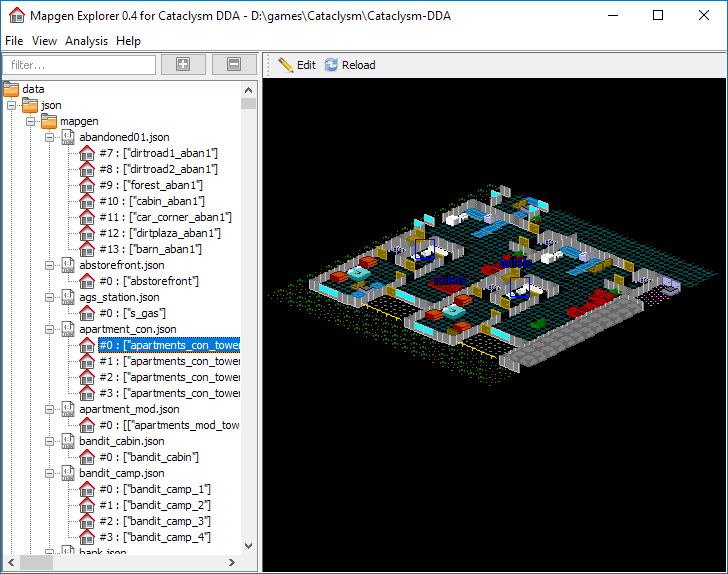 Mapgen Explorer 0.4 for Cataclysm DDA - D:\games\Cataclysm\Cataclysm-DDA
File View Analysis Help
filter...
Edit Reload
data
json
mapgen
abandoned01.json
#7 : ["dirtroad1_aban1"]
#8 : ["dirtroad2_aban1"]
#9 : ["forest_aban1"]
#10 : ["cabin_aban1"]
#11 : ["car_corner_aban1"]
#12 : ["dirtplaza_aban1"]
#13 : ["barn_aban1"]
abstorefront.json
#0 : ["abstorefront"]
ags_station.json
#0 : ["s_gas"]
apartment_con.json
#0 : ["apartments_con_tower
#1 : ["apartments_con_tower
#2 : ["apartments_con_tower
#3 : ["apartments_con_tower
apartment_mod.json
#0 : [["apartments_mod_tow
bandit_cabin.json
#0 : ["bandit_cabin"]
bandit_camp.json
#0 : ["bandit_camp_1"]
#1 : ["bandit_camp_2"]
#2 : ["bandit_camp_3"]
#3 : ["bandit_camp_4"]
bank.json